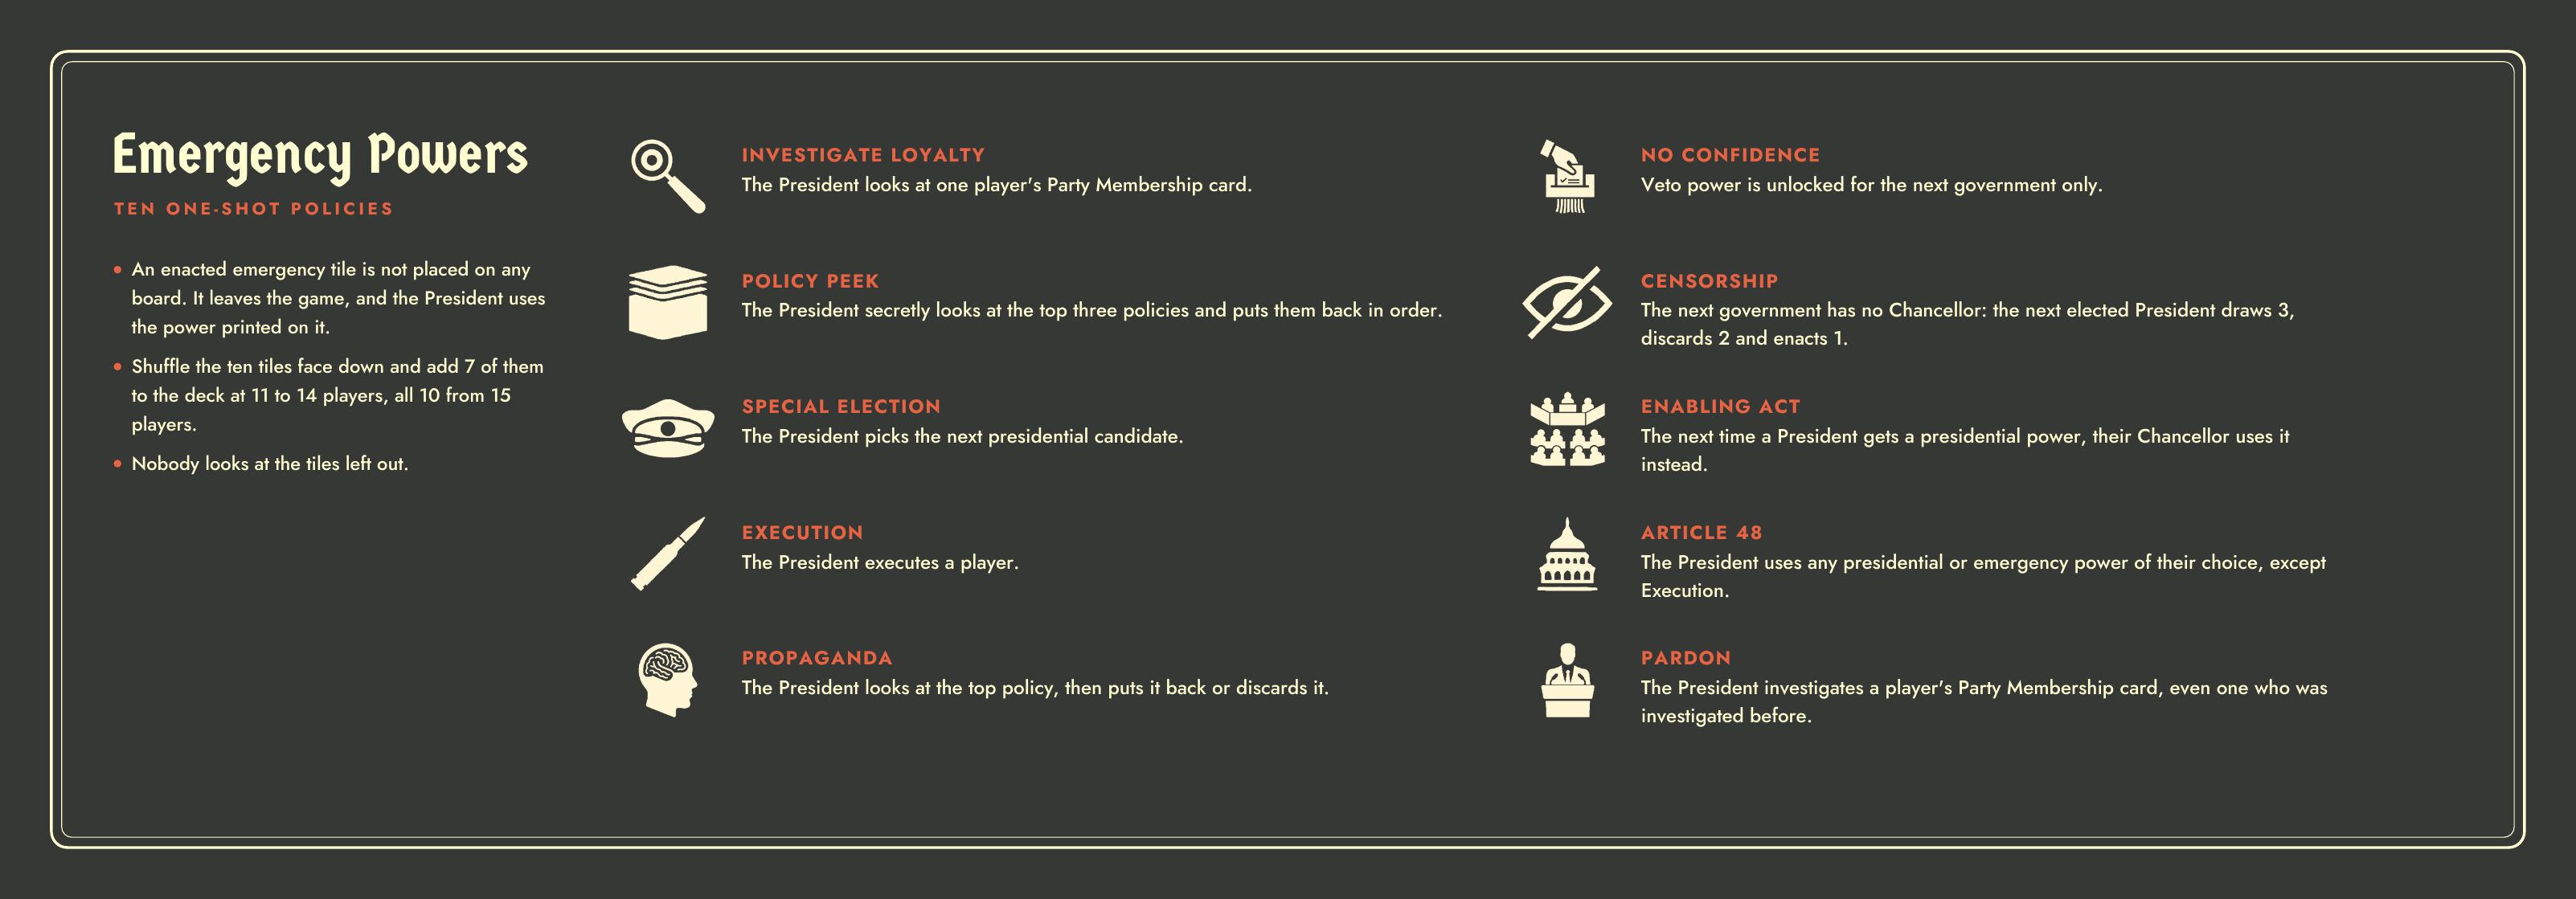 Emergency Powers
TEN ONE-SHOT POLICIES
• An enacted emergency tile is not placed on any
board. It leaves the game, and the President uses
the power printed on it.
• Shuffle the ten tiles face down and add 7 of them
to the deck at 11 to 14 players, all 10 from 15
players.
• Nobody looks at the tiles left out.
INVESTIGATE LOYALTY
The President looks at one player's Party Membership card.
POLICY PEEK
The President secretly looks at the top three policies and puts them back in order.
SPECIAL ELECTION
The President picks the next presidential candidate.
EXECUTION
The President executes a player.
PROPAGANDA
The President looks at the top policy, then puts it back or discards it.
NO CONFIDENCE
Veto power is unlocked for the next government only.
CENSORSHIP
The next government has no Chancellor: the next elected President draws 3,
discards 2 and enacts 1.
ENABLING ACT
The next time a President gets a presidential power, their Chancellor uses it
instead.
ARTICLE 48
The President uses any presidential or emergency power of their choice, except
Execution.
PARDON
The President investigates a player's Party Membership card, even one who was
investigated before.